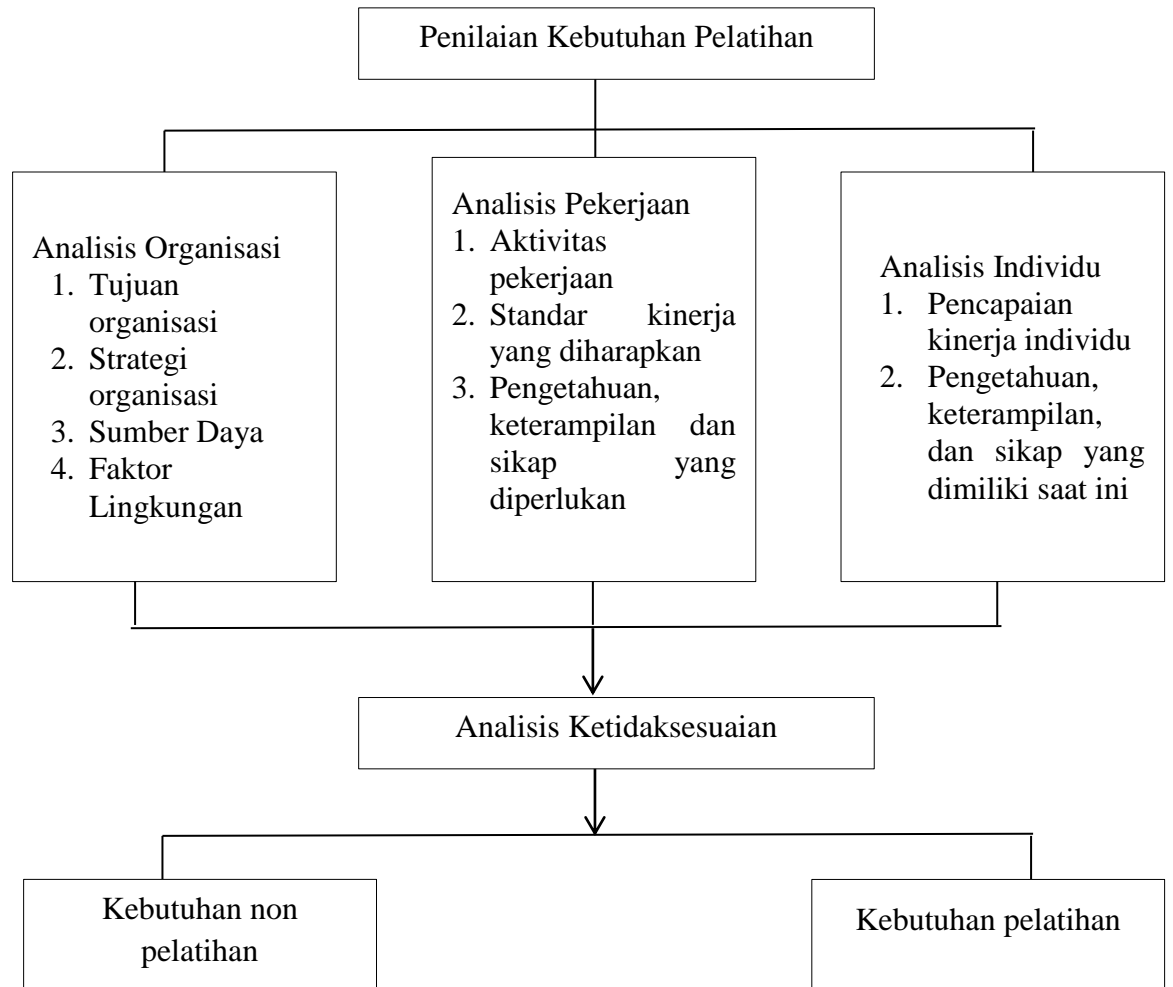 Penilaian Kebutuhan Pelatihan
Analisis Organisasi
1. Tujuan
organisasi
2. Strategi
organisasi
3. Sumber Daya
4. Faktor
Lingkungan
Analisis Pekerjaan
1. Aktivitas
pekerjaan
2. Standar kinerja
yang diharapkan
3. Pengetahuan,
keterampilan dan
sikap yang
diperlukan
Analisis Individu
1. Pencapaian
kinerja individu
2. Pengetahuan,
keterampilan,
dan sikap yang
dimiliki saat ini
Analisis Ketidaksesuaian
Kebutuhan non
pelatihan
Kebutuhan pelatihan